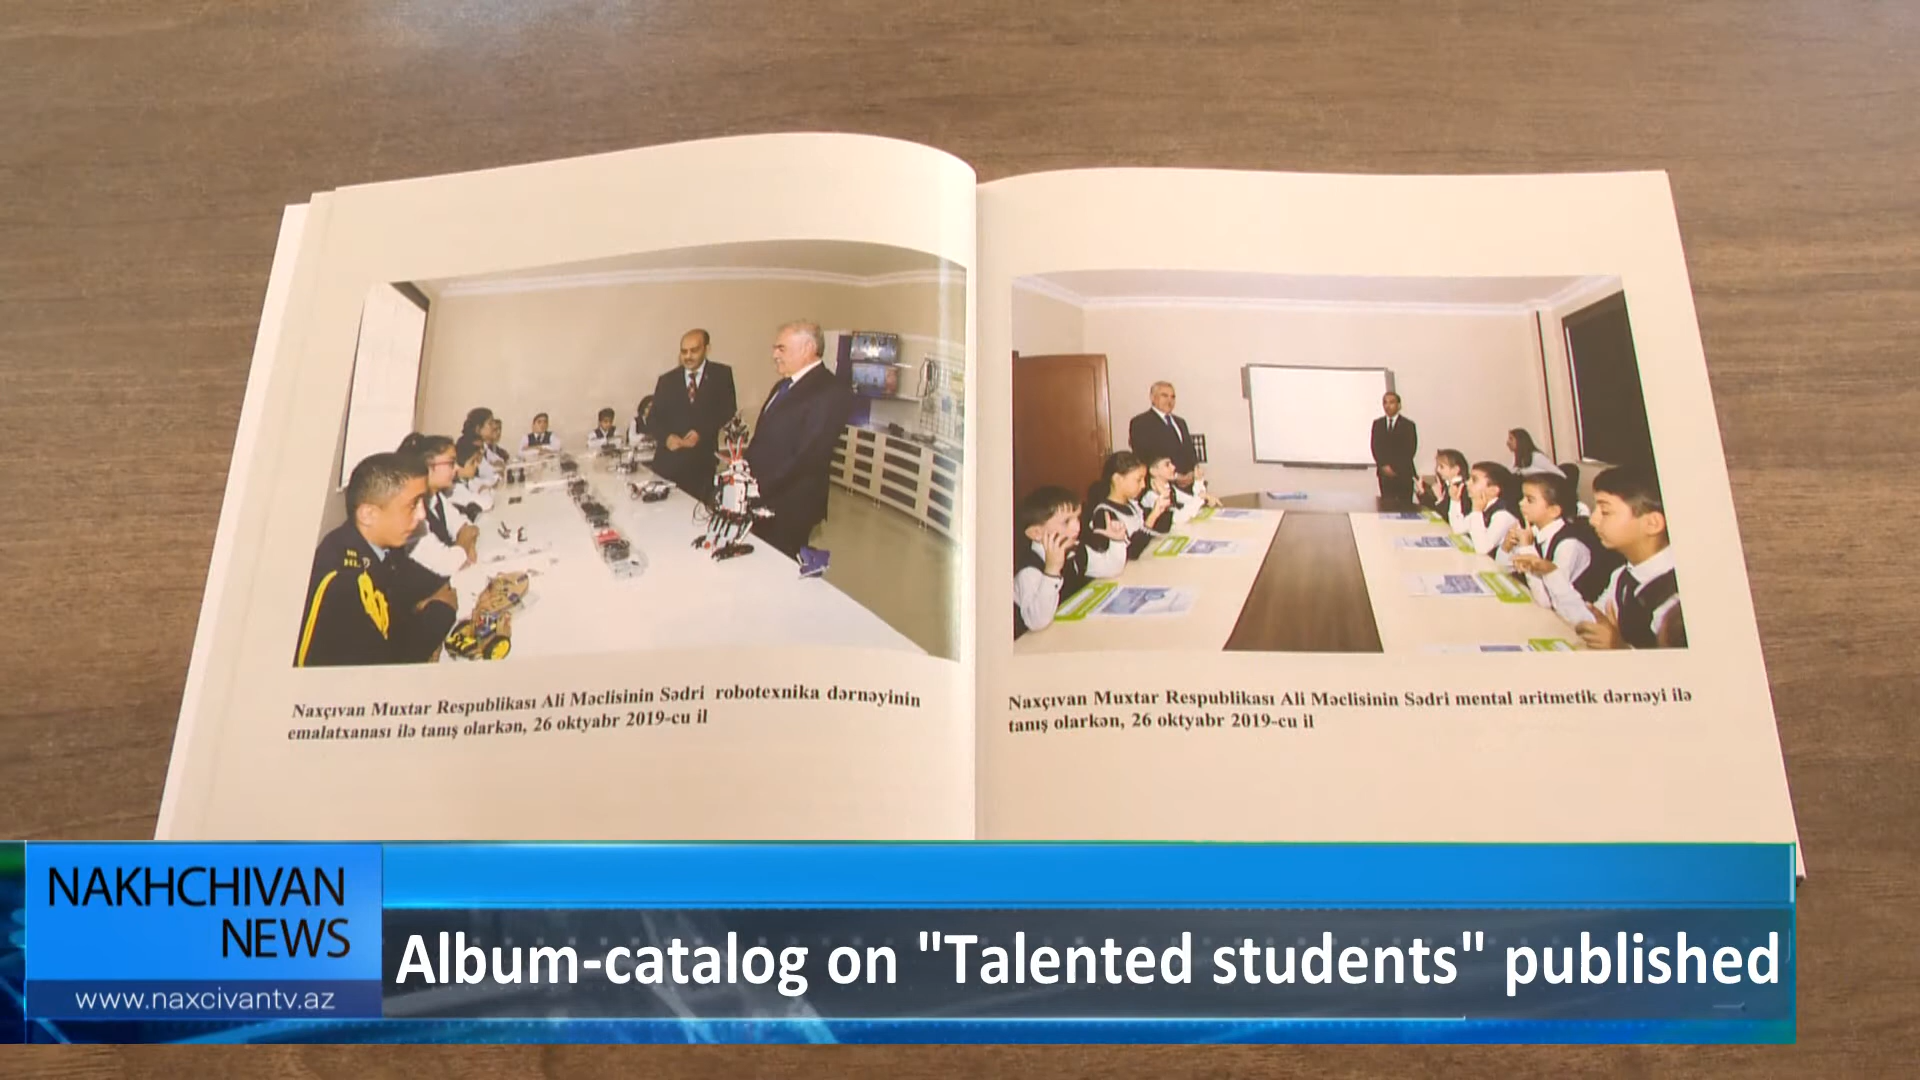 Naxçıvan Muxtar Respublikası Ali Məclisinin Sədri robotexnika dərnəyinin
emalatxanası ilə tanış olarkən, 26 oktyabr 2019-cu il
Naxçıvan Muxtar Respublikası Ali Məclisinin Sədri mental aritmetik dərnəyi ilə
tanış olarkən, 26 oktyabr 2019-cu il
NAKHCHIVAN
NEWS
www.naxcivantv.az
Album-catalog on "Talented students" published